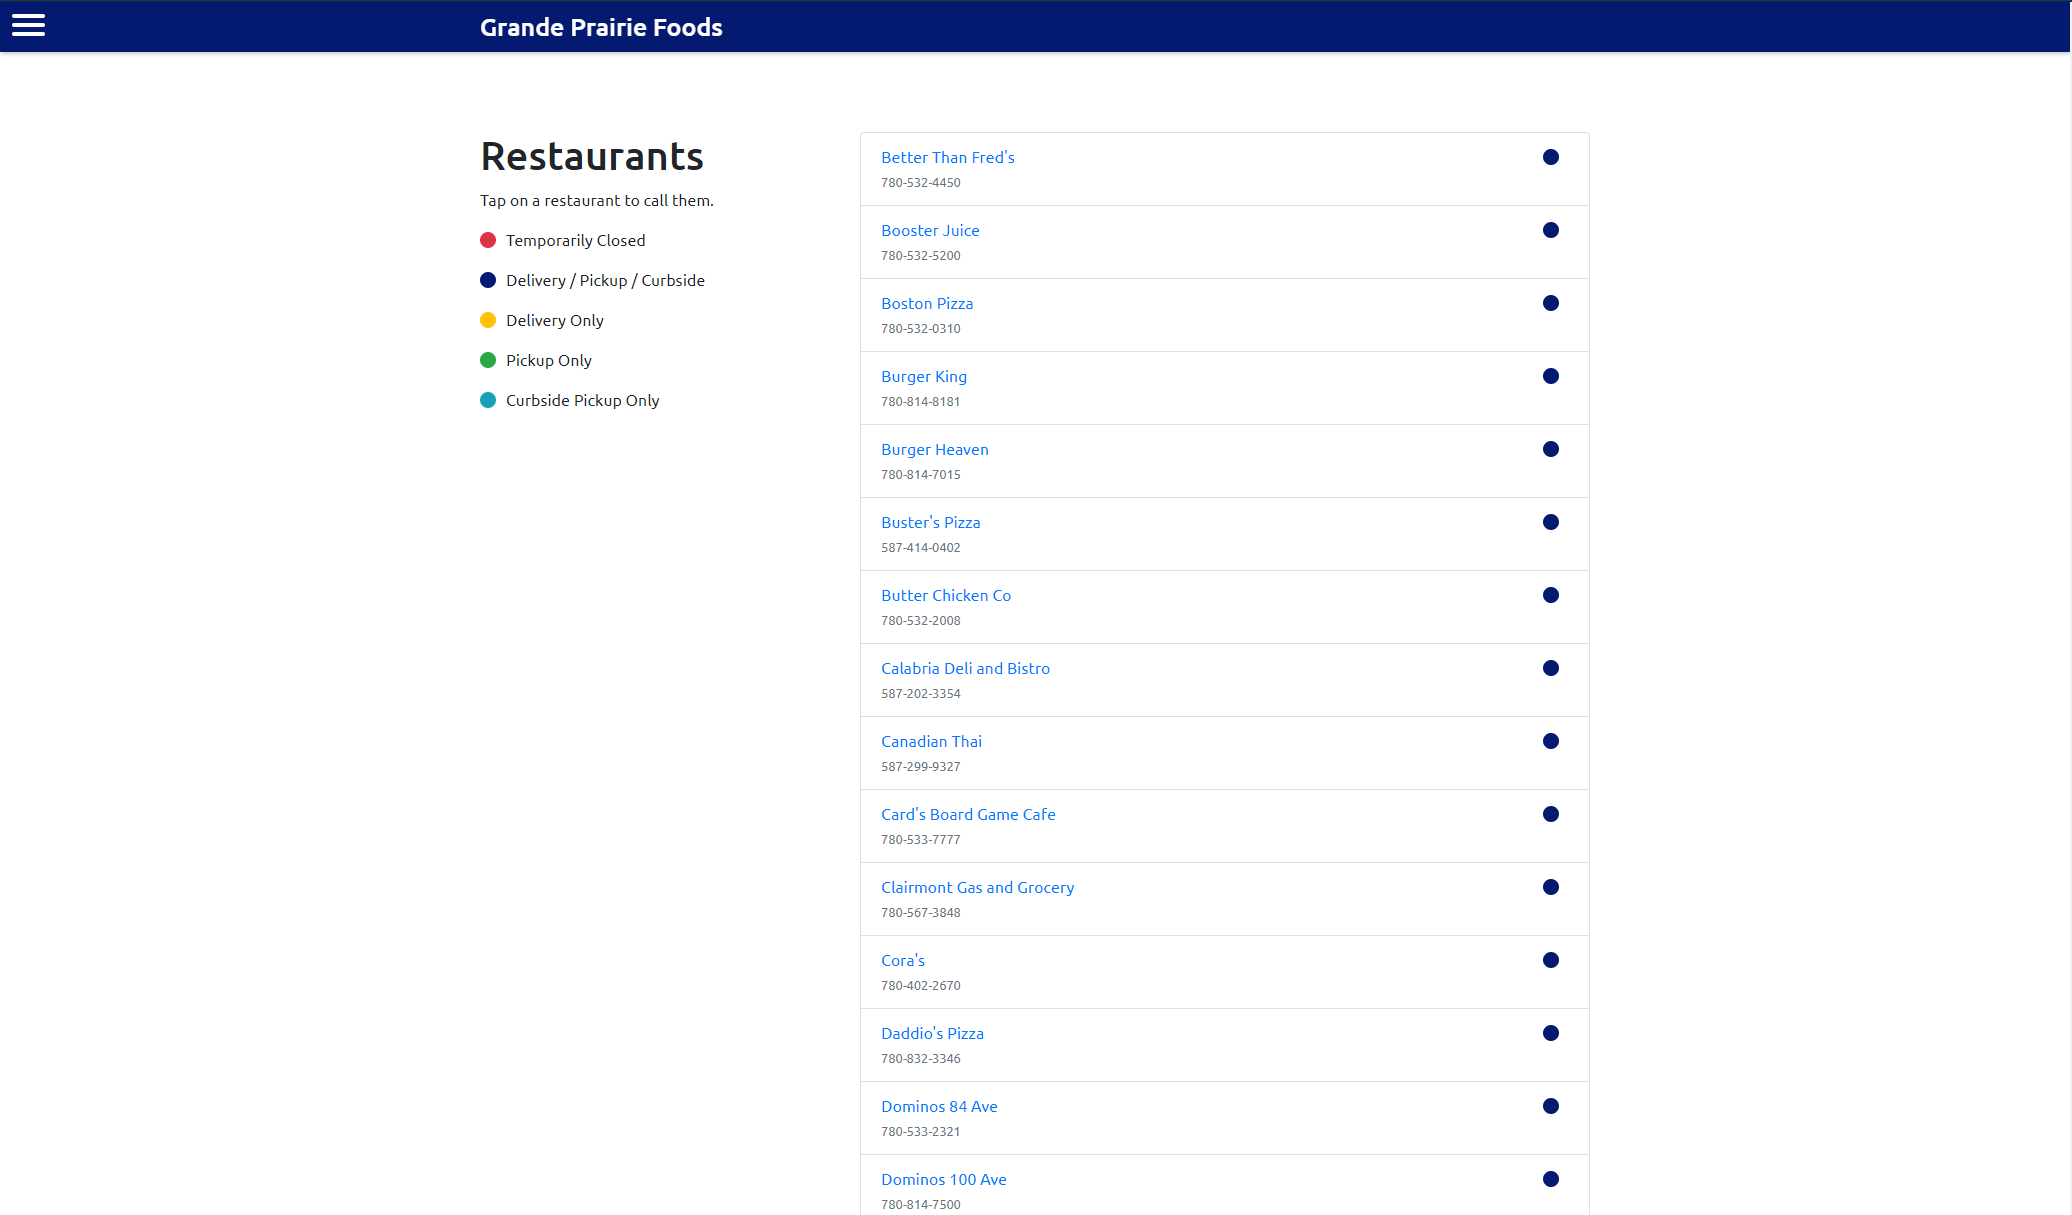 Grande Prairie Foods
Restaurants
Tap on a restaurant to call them.
Temporarily Closed
Delivery / Pickup / Curbside
Delivery Only
Pickup Only
Curbside Pickup Only
Better Than Fred's
780-532-4450
Booster Juice
780-532-5200
Boston Pizza
780-532-0310
Burger King
780-814-8181
Burger Heaven
780-814-7015
Buster's Pizza
587-414-0402
Butter Chicken Co
780-532-2008
Calabria Deli and Bistro
587-202-3354
Canadian Thai
587-299-9327
Card's Board Game Cafe
780-533-7777
Clairmont Gas and Grocery
780-567-3848
Cora's
780-402-2670
Daddio's Pizza
780-832-3346
Dominos 84 Ave
780-533-2321
Dominos 100 Ave
780-814-7500